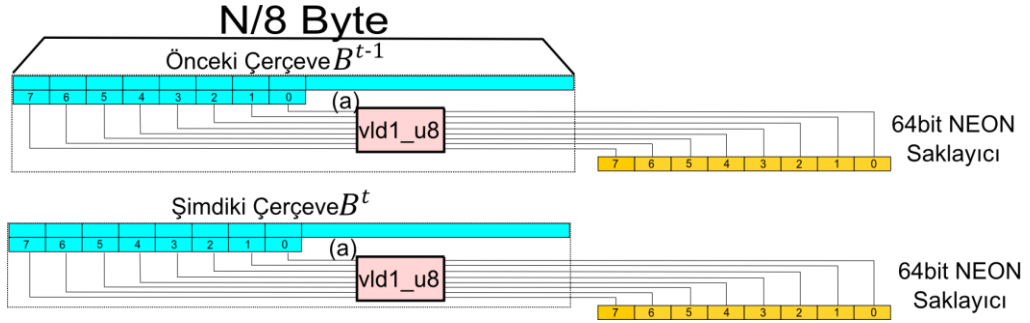 N/8 Byte
Önceki Çerçeve B^{t-1}
7 6 5 4 3 2 1 0
(a)
vld1_u8
64bit NEON
Saklayıcı
7 6 5 4 3 2 1 0
Şimdiki Çerçeve B^{t}
7 6 5 4 3 2 1 0
(a)
vld1_u8
64bit NEON
Saklayıcı
7 6 5 4 3 2 1 0